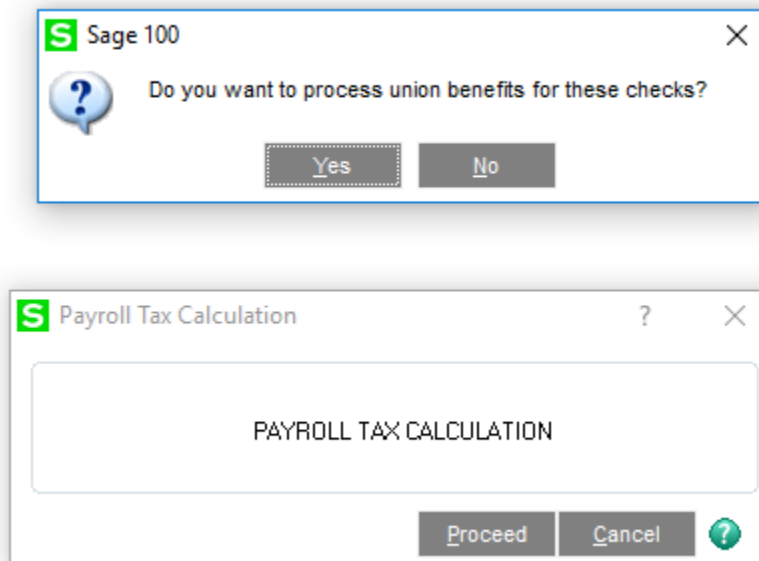 S Sage 100
Do you want to process union benefits for these checks?
Yes No
S Payroll Tax Calculation ?
PAYROLL TAX CALCULATION
Proceed Cancel ?